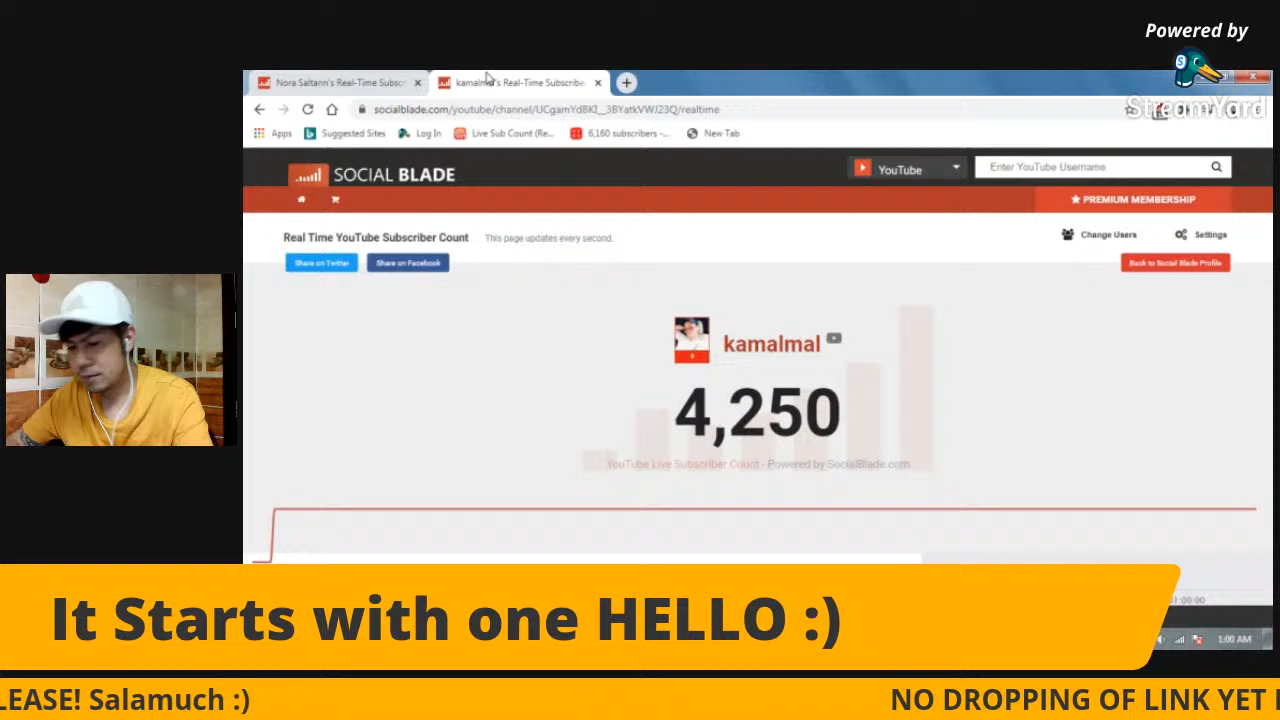 Powered by
StreamYard
Nora Saltann's Real-Time Subscr
kamalmal's Real-Time Subscribe
socialblade.com/youtube/channel/UCgamYdBKI__3BYatkVWJ23Q/realtime
Apps Suggested Sites Log In Live Sub Count (Re... 6,160 subscribers -... New Tab
SOCIAL BLADE
YouTube
Enter YouTube Username
PREMIUM MEMBERSHIP
Real Time YouTube Subscriber Count This page updates every second.
Change Users Settings
Share on Twitter Share on Facebook
Back to Social Blade Profile
kamalmal
4,250
YouTube Live Subscriber Count - Powered by SocialBlade.com
1:00 AM
It Starts with one HELLO :)
LEASE! Salamuch :) NO DROPPING OF LINK YET